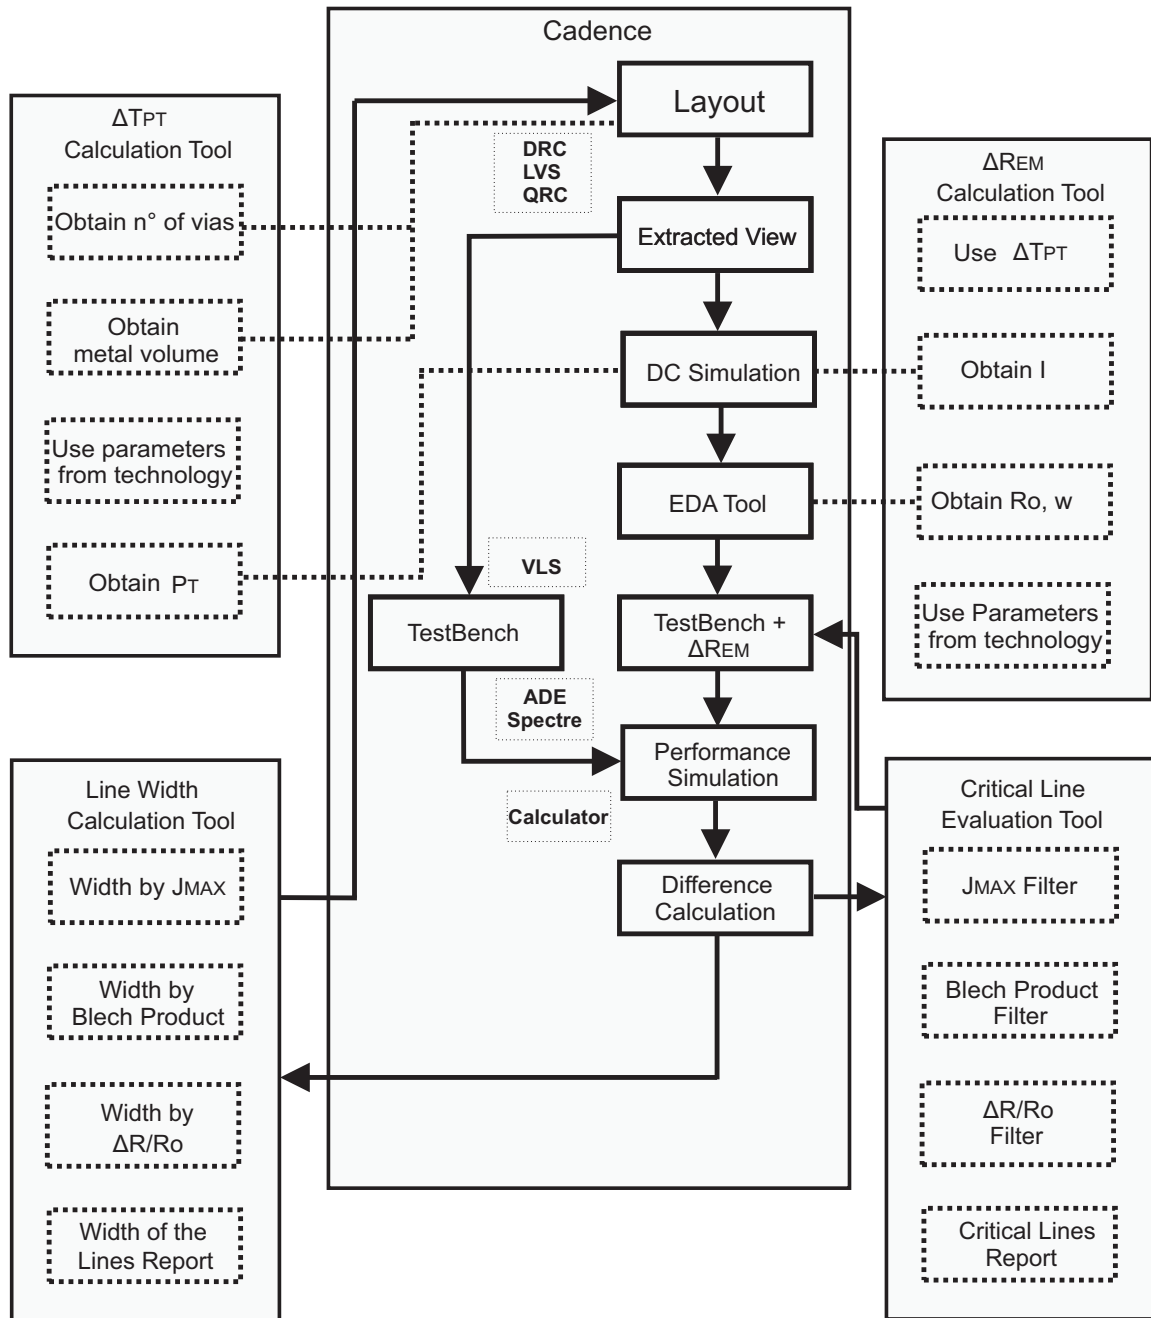 Cadence
Layout
DRC
LVS
QRC
Extracted View
DC Simulation
EDA Tool
VLS
TestBench
TestBench +
ΔREM
ADE
Spectre
Performance
Simulation
Calculator
Difference
Calculation
ΔTPT
Calculation Tool
Obtain n° of vias
Obtain
metal volume
Use parameters
from technology
Obtain PT
ΔREM
Calculation Tool
Use ΔTPT
Obtain I
Obtain Ro, w
Use Parameters
from technology
Line Width
Calculation Tool
Width by JMAX
Width by
Blech Product
Width by
ΔR/Ro
Width of the
Lines Report
Critical Line
Evaluation Tool
JMAX Filter
Blech Product
Filter
ΔR/Ro
Filter
Critical Lines
Report